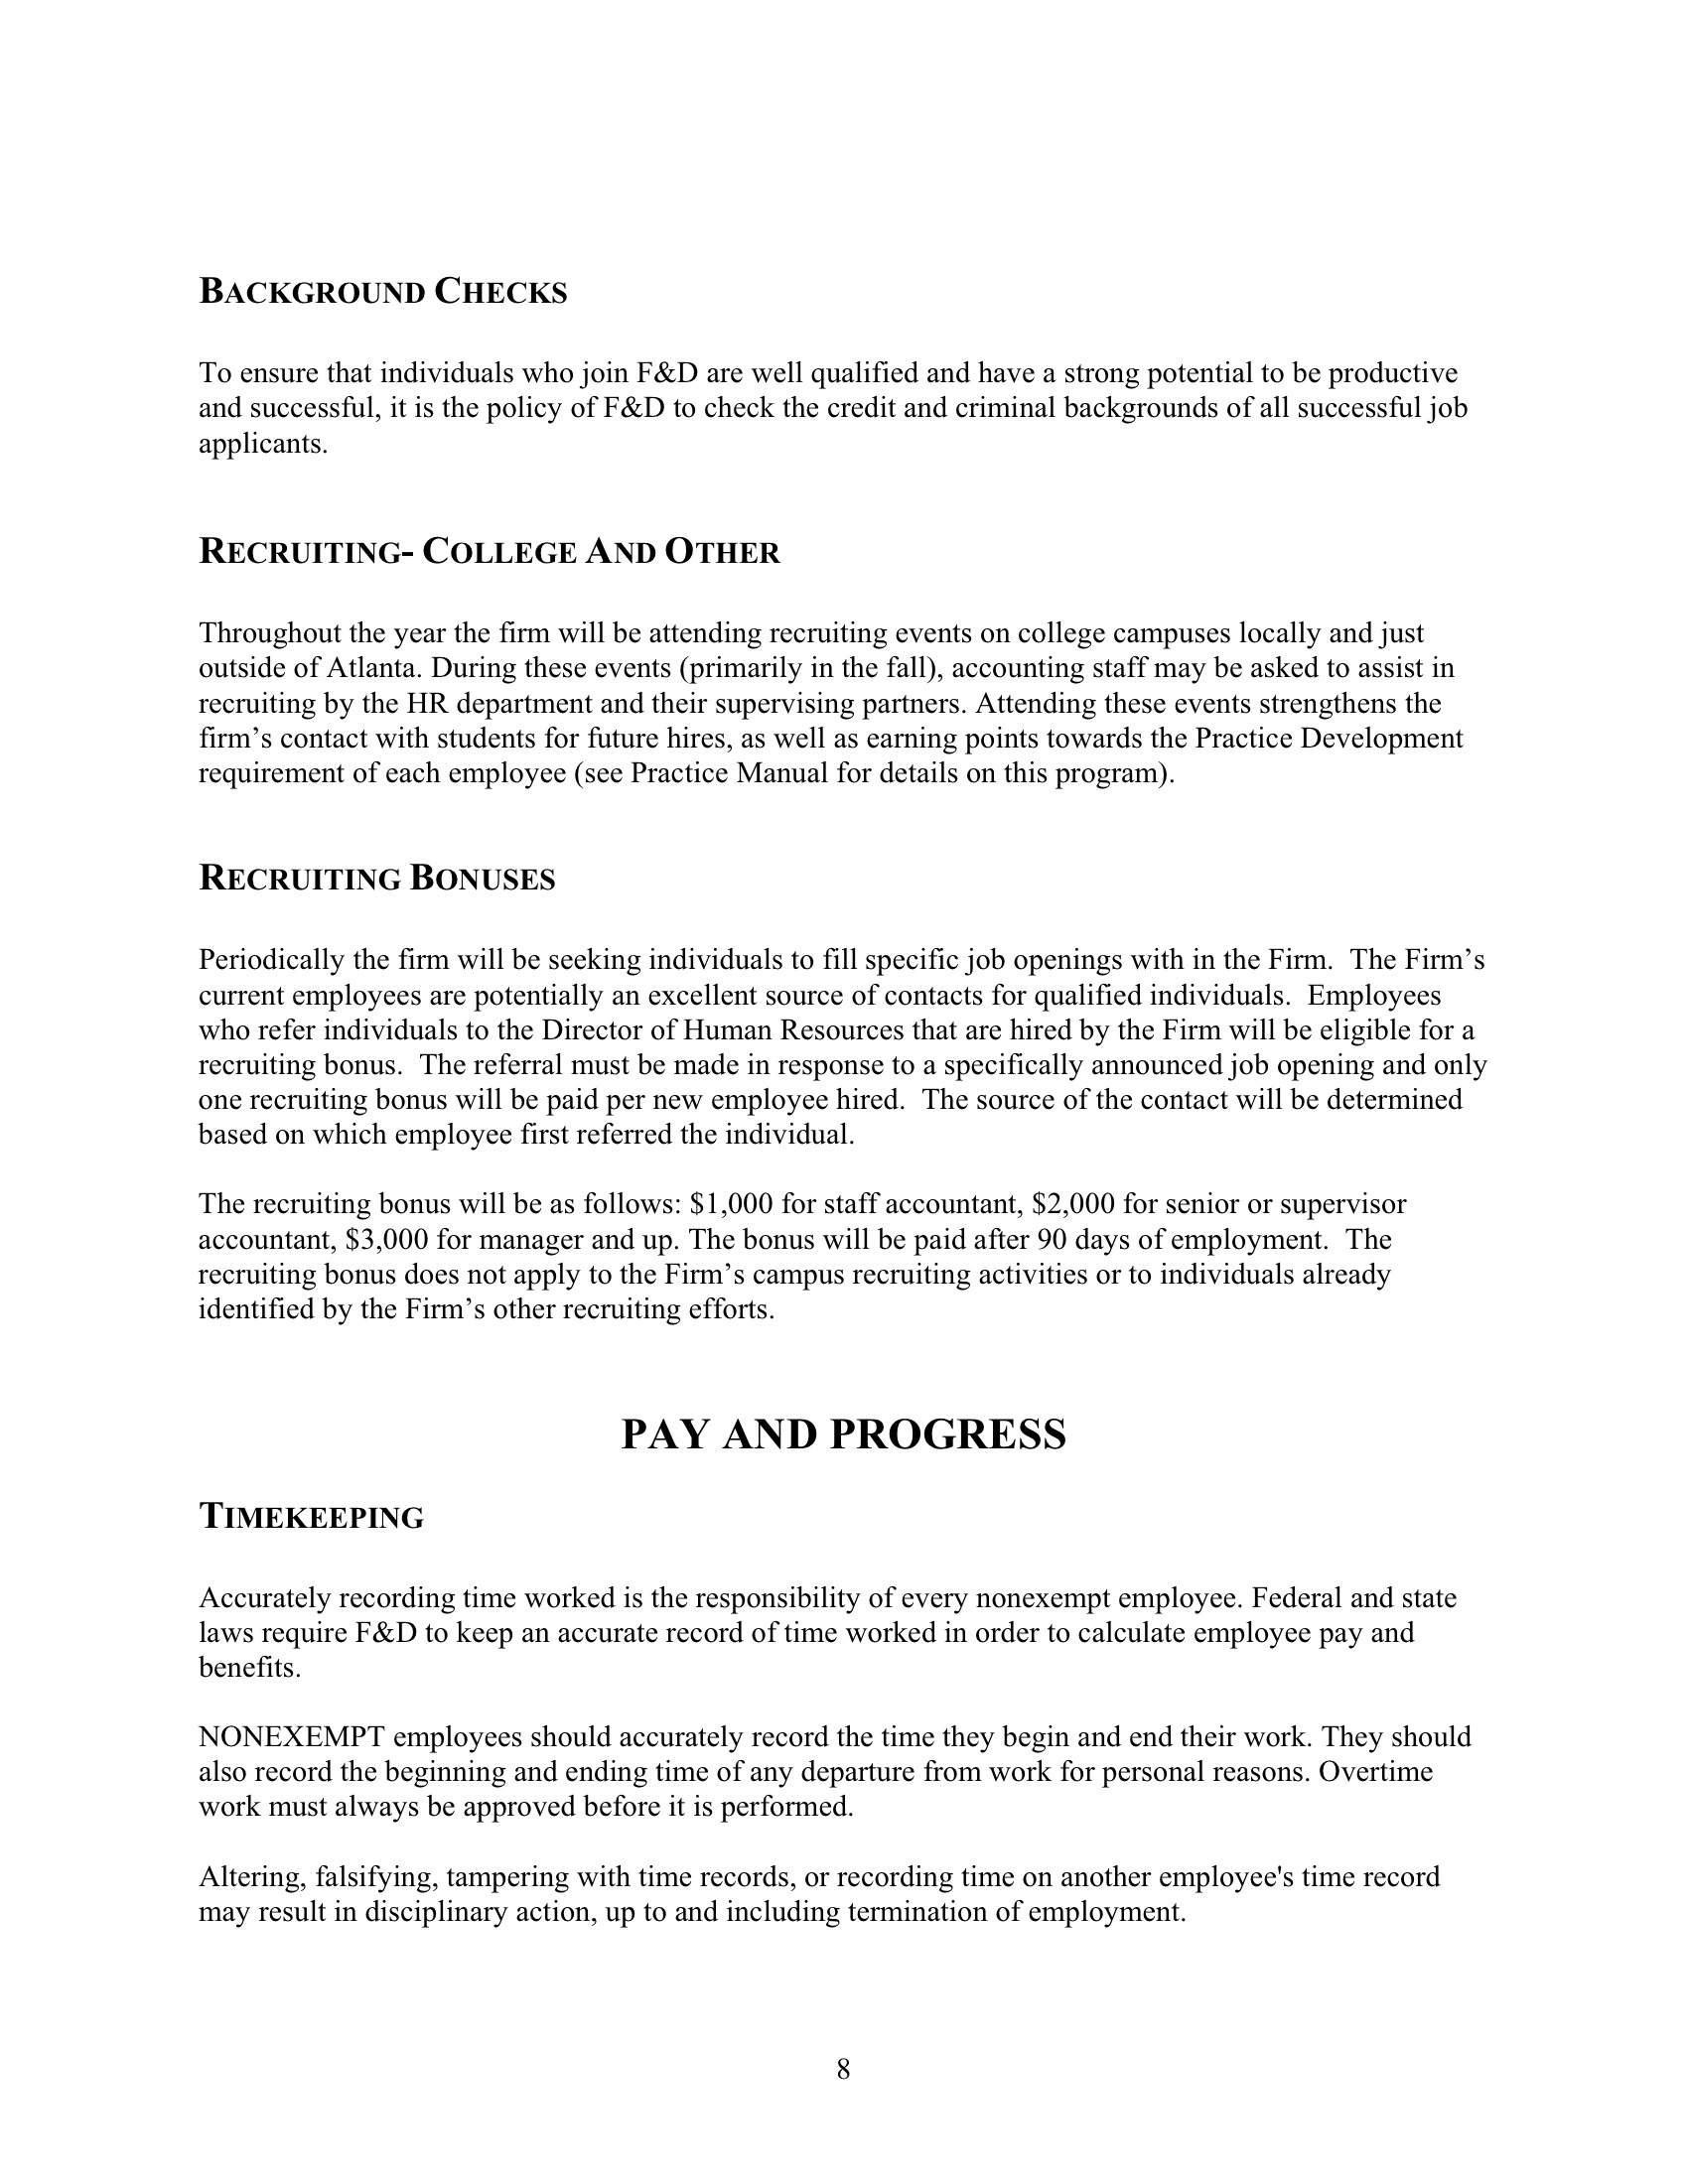 BACKGROUND CHECKS
To ensure that individuals who join F&D are well qualified and have a strong potential to be productive
and successful, it is the policy of F&D to check the credit and criminal backgrounds of all successful job
applicants.
RECRUITING- COLLEGE AND OTHER
Throughout the year the firm will be attending recruiting events on college campuses locally and just
outside of Atlanta. During these events (primarily in the fall), accounting staff may be asked to assist in
recruiting by the HR department and their supervising partners. Attending these events strengthens the
firm’s contact with students for future hires, as well as earning points towards the Practice Development
requirement of each employee (see Practice Manual for details on this program).
RECRUITING BONUSES
Periodically the firm will be seeking individuals to fill specific job openings with in the Firm.  The Firm’s
current employees are potentially an excellent source of contacts for qualified individuals.  Employees
who refer individuals to the Director of Human Resources that are hired by the Firm will be eligible for a
recruiting bonus.  The referral must be made in response to a specifically announced job opening and only
one recruiting bonus will be paid per new employee hired.  The source of the contact will be determined
based on which employee first referred the individual.
The recruiting bonus will be as follows: $1,000 for staff accountant, $2,000 for senior or supervisor
accountant, $3,000 for manager and up. The bonus will be paid after 90 days of employment.  The
recruiting bonus does not apply to the Firm’s campus recruiting activities or to individuals already
identified by the Firm’s other recruiting efforts.
PAY AND PROGRESS
TIMEKEEPING
Accurately recording time worked is the responsibility of every nonexempt employee. Federal and state
laws require F&D to keep an accurate record of time worked in order to calculate employee pay and
benefits.
NONEXEMPT employees should accurately record the time they begin and end their work. They should
also record the beginning and ending time of any departure from work for personal reasons. Overtime
work must always be approved before it is performed.
Altering, falsifying, tampering with time records, or recording time on another employee's time record
may result in disciplinary action, up to and including termination of employment.
8